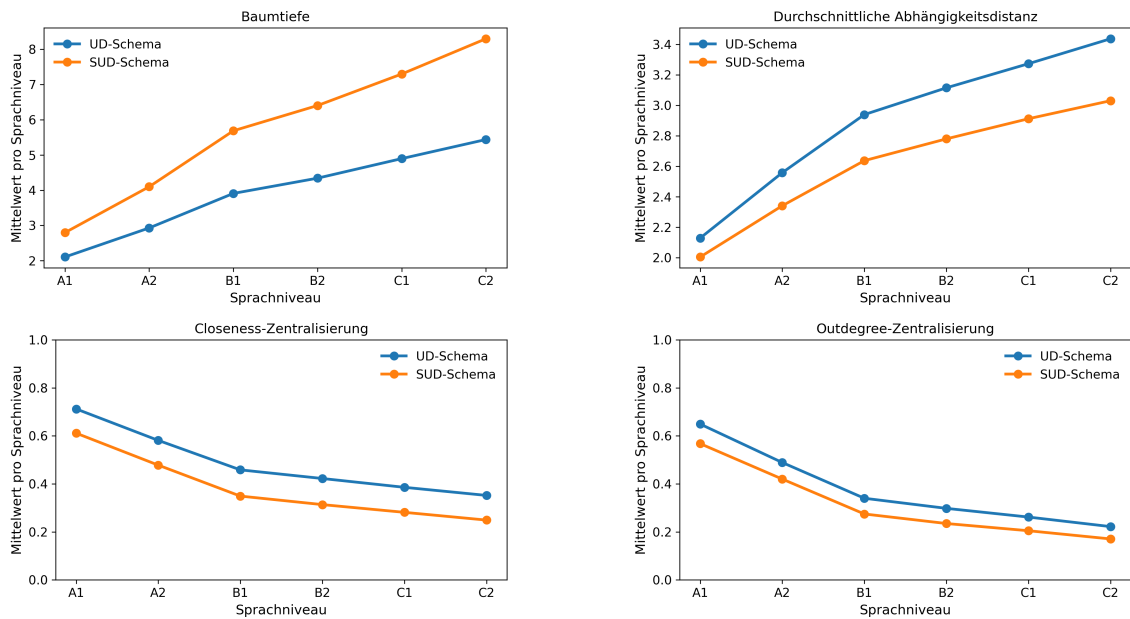 Baumtiefe
Mittelwert pro Sprachniveau
8
7
6
5
4
3
2
UD-Schema
SUD-Schema
A1 A2 B1 B2 C1 C2
Sprachniveau
Durchschnittliche Abhängigkeitsdistanz
Mittelwert pro Sprachniveau
3.4
3.2
3.0
2.8
2.6
2.4
2.2
2.0
UD-Schema
SUD-Schema
A1 A2 B1 B2 C1 C2
Sprachniveau
Closeness-Zentralisierung
Mittelwert pro Sprachniveau
1.0
0.8
0.6
0.4
0.2
0.0
UD-Schema
SUD-Schema
A1 A2 B1 B2 C1 C2
Sprachniveau
Outdegree-Zentralisierung
Mittelwert pro Sprachniveau
1.0
0.8
0.6
0.4
0.2
0.0
UD-Schema
SUD-Schema
A1 A2 B1 B2 C1 C2
Sprachniveau